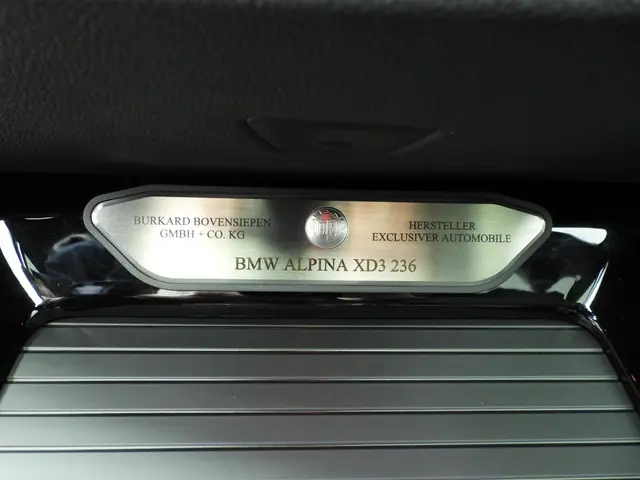 BURKARD BOVENSIEPEN
GMBH + CO. KG
HERSTELLER
EXCLUSIVER AUTOMOBILE
BMW ALPINA XD3 236